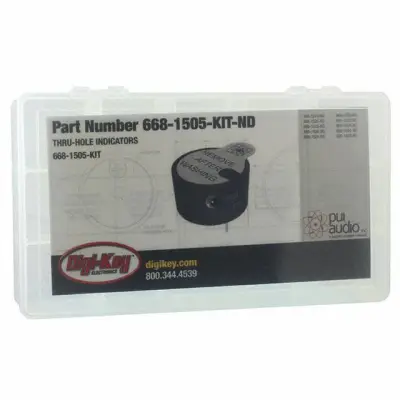 Part Number 668-1505-KIT-ND
THRU-HOLE INDICATORS
668-1505-KIT
REMOVE
AFTER
WASHING
pui
audio
Digi-Key
ELECTRONICS
digikey.com
800.344.4539